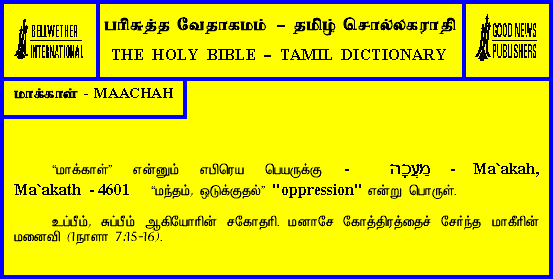 BELLWETHER
INTERNATIONAL
பரிசுத்த வேதாகமம் – தமிழ் சொல்லகராதி
THE HOLY BIBLE – TAMIL DICTIONARY
GOOD NEWS
PUBLISHERS
மாக்காள் - MAACHAH
“மாக்காள்” என்னும் எபிரெய பெயருக்கு - מַעֲכָה - Ma`akah,
Ma`akath - 4601 “மந்தம், ஒடுக்குதல்” "oppression" என்று பொருள்.
உப்பீம், சுப்பீம் ஆகியோரின் சகோதரி. மனாசே கோத்திரத்தைச் சேர்ந்த மாகீரின்
மனைவி (1நாளா 7:15-16).